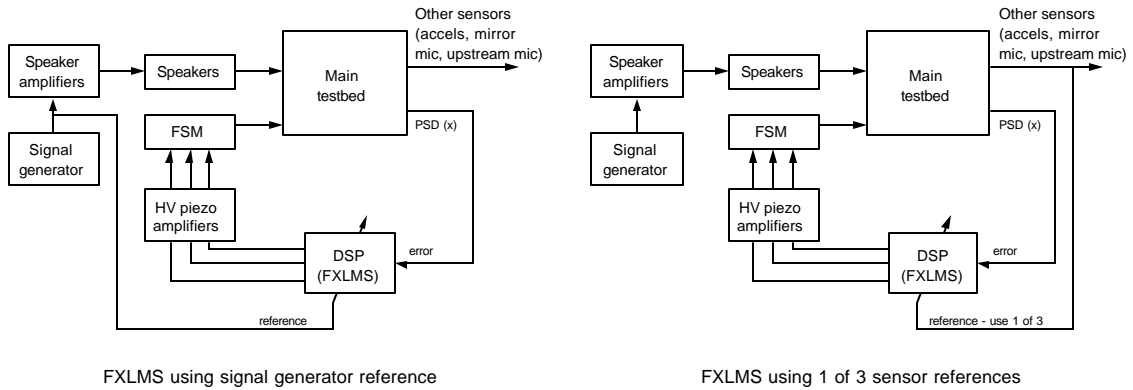 Other sensors
(accels, mirror
mic, upstream mic)
Speaker
amplifiers
Speakers
Main
testbed
FSM
PSD (x)
Signal
generator
HV piezo
amplifiers
DSP
(FXLMS)
error
reference
FXLMS using signal generator reference
Other sensors
(accels, mirror
mic, upstream mic)
Speaker
amplifiers
Speakers
Main
testbed
FSM
PSD (x)
Signal
generator
HV piezo
amplifiers
DSP
(FXLMS)
error
reference - use 1 of 3
FXLMS using 1 of 3 sensor references